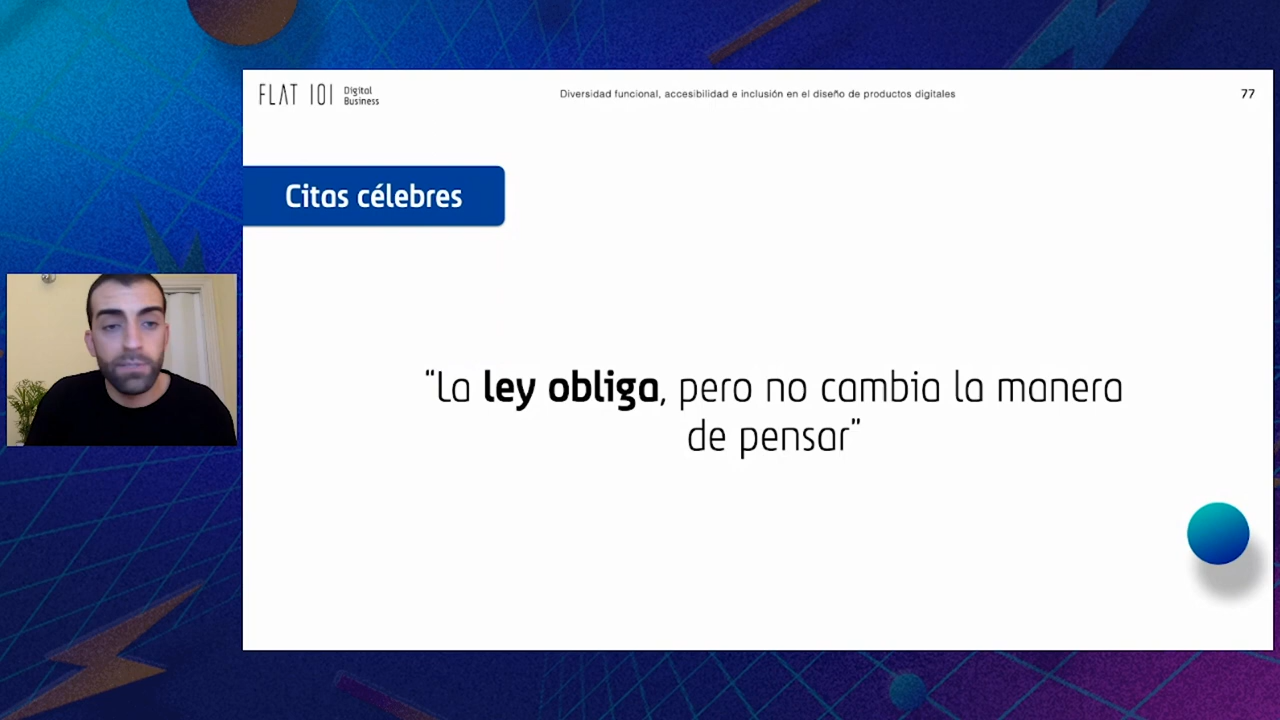 FLAT 101 Digital
Business
Diversidad funcional, accesibilidad e inclusión en el diseño de productos digitales
77
Citas célebres
“La ley obliga, pero no cambia la manera
de pensar”